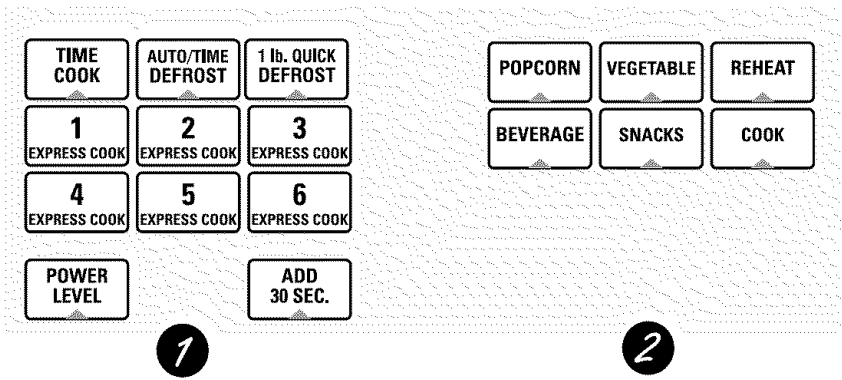 TIME
COOK
AUTO/TIME
DEFROST
1 lb. QUICK
DEFROST
1
EXPRESS COOK
2
EXPRESS COOK
3
EXPRESS COOK
4
EXPRESS COOK
5
EXPRESS COOK
6
EXPRESS COOK
POWER
LEVEL
ADD
30 SEC.
1
POPCORN
VEGETABLE
REHEAT
BEVERAGE
SNACKS
COOK
2